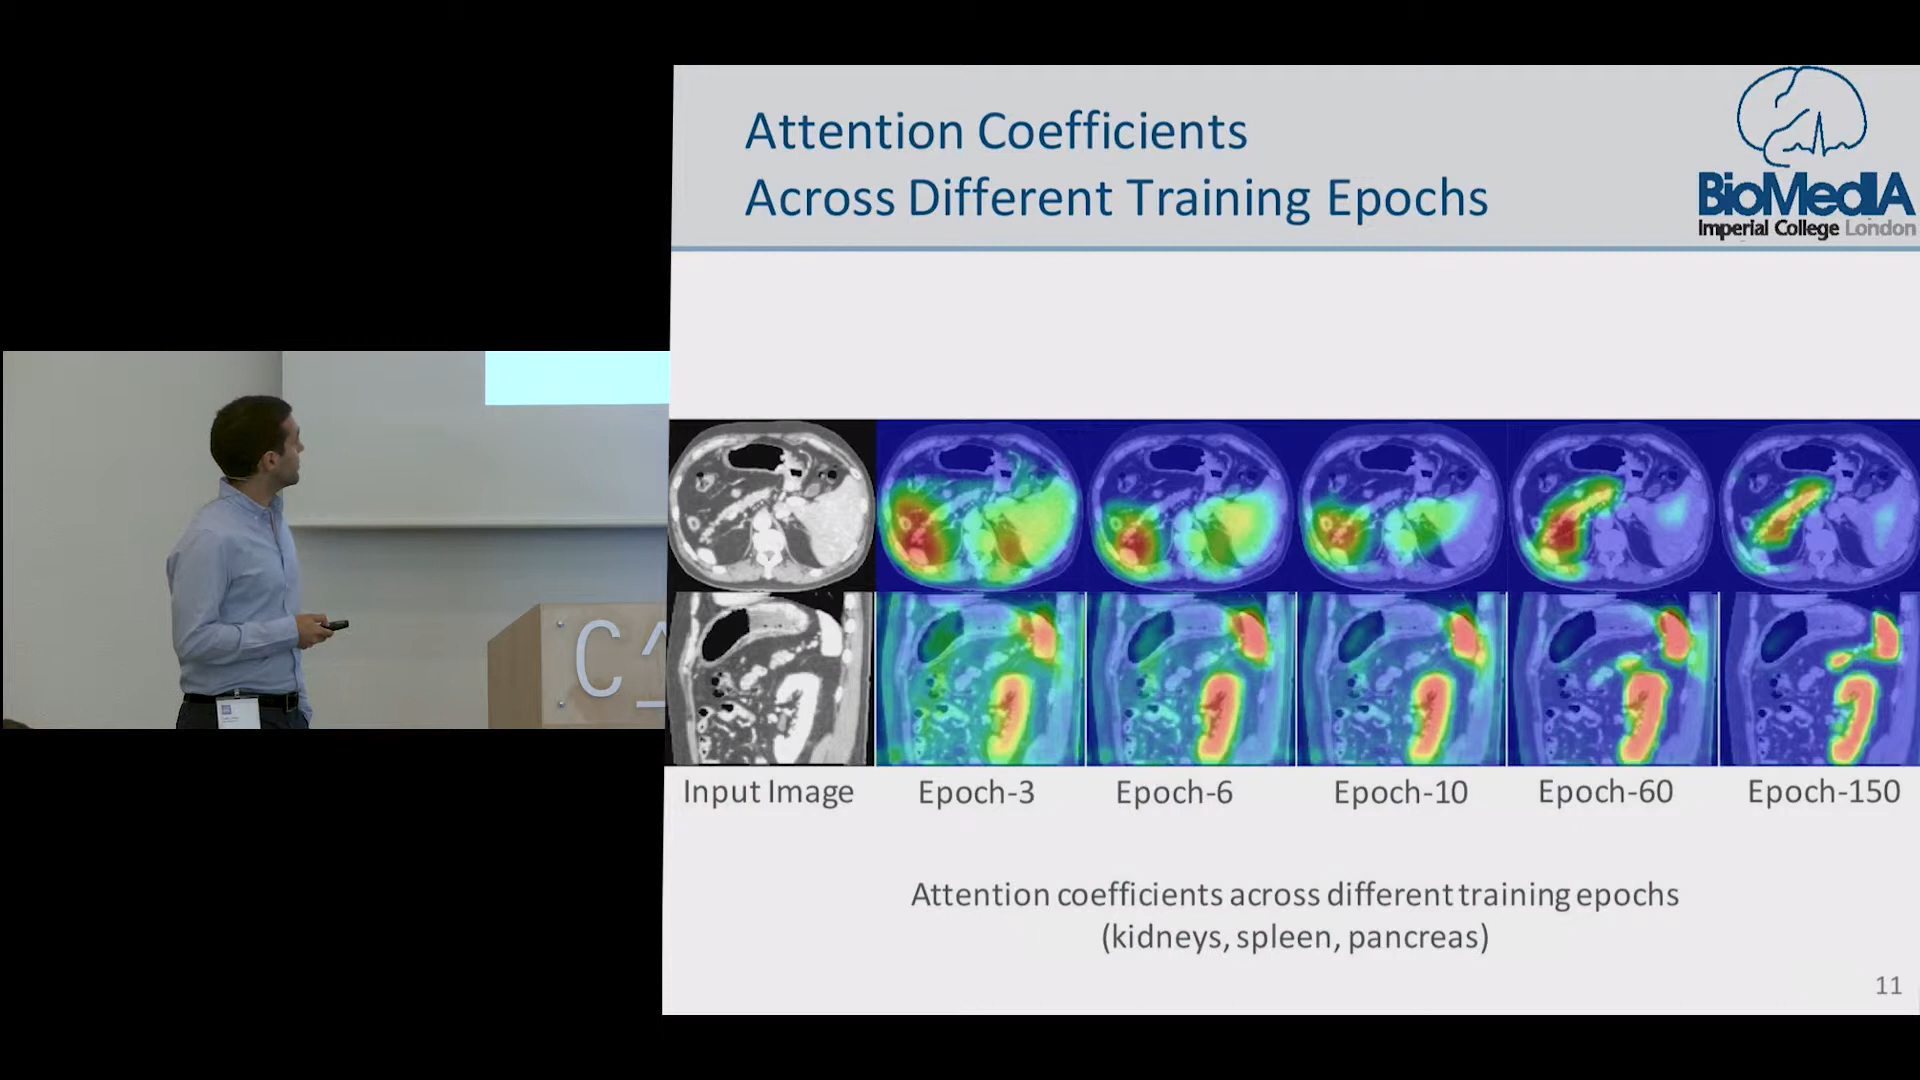 Attention Coefficients
Across Different Training Epochs
BioMedIA
Imperial College London
Input Image
Epoch-3
Epoch-6
Epoch-10
Epoch-60
Epoch-150
Attention coefficients across different training epochs
(kidneys, spleen, pancreas)
11